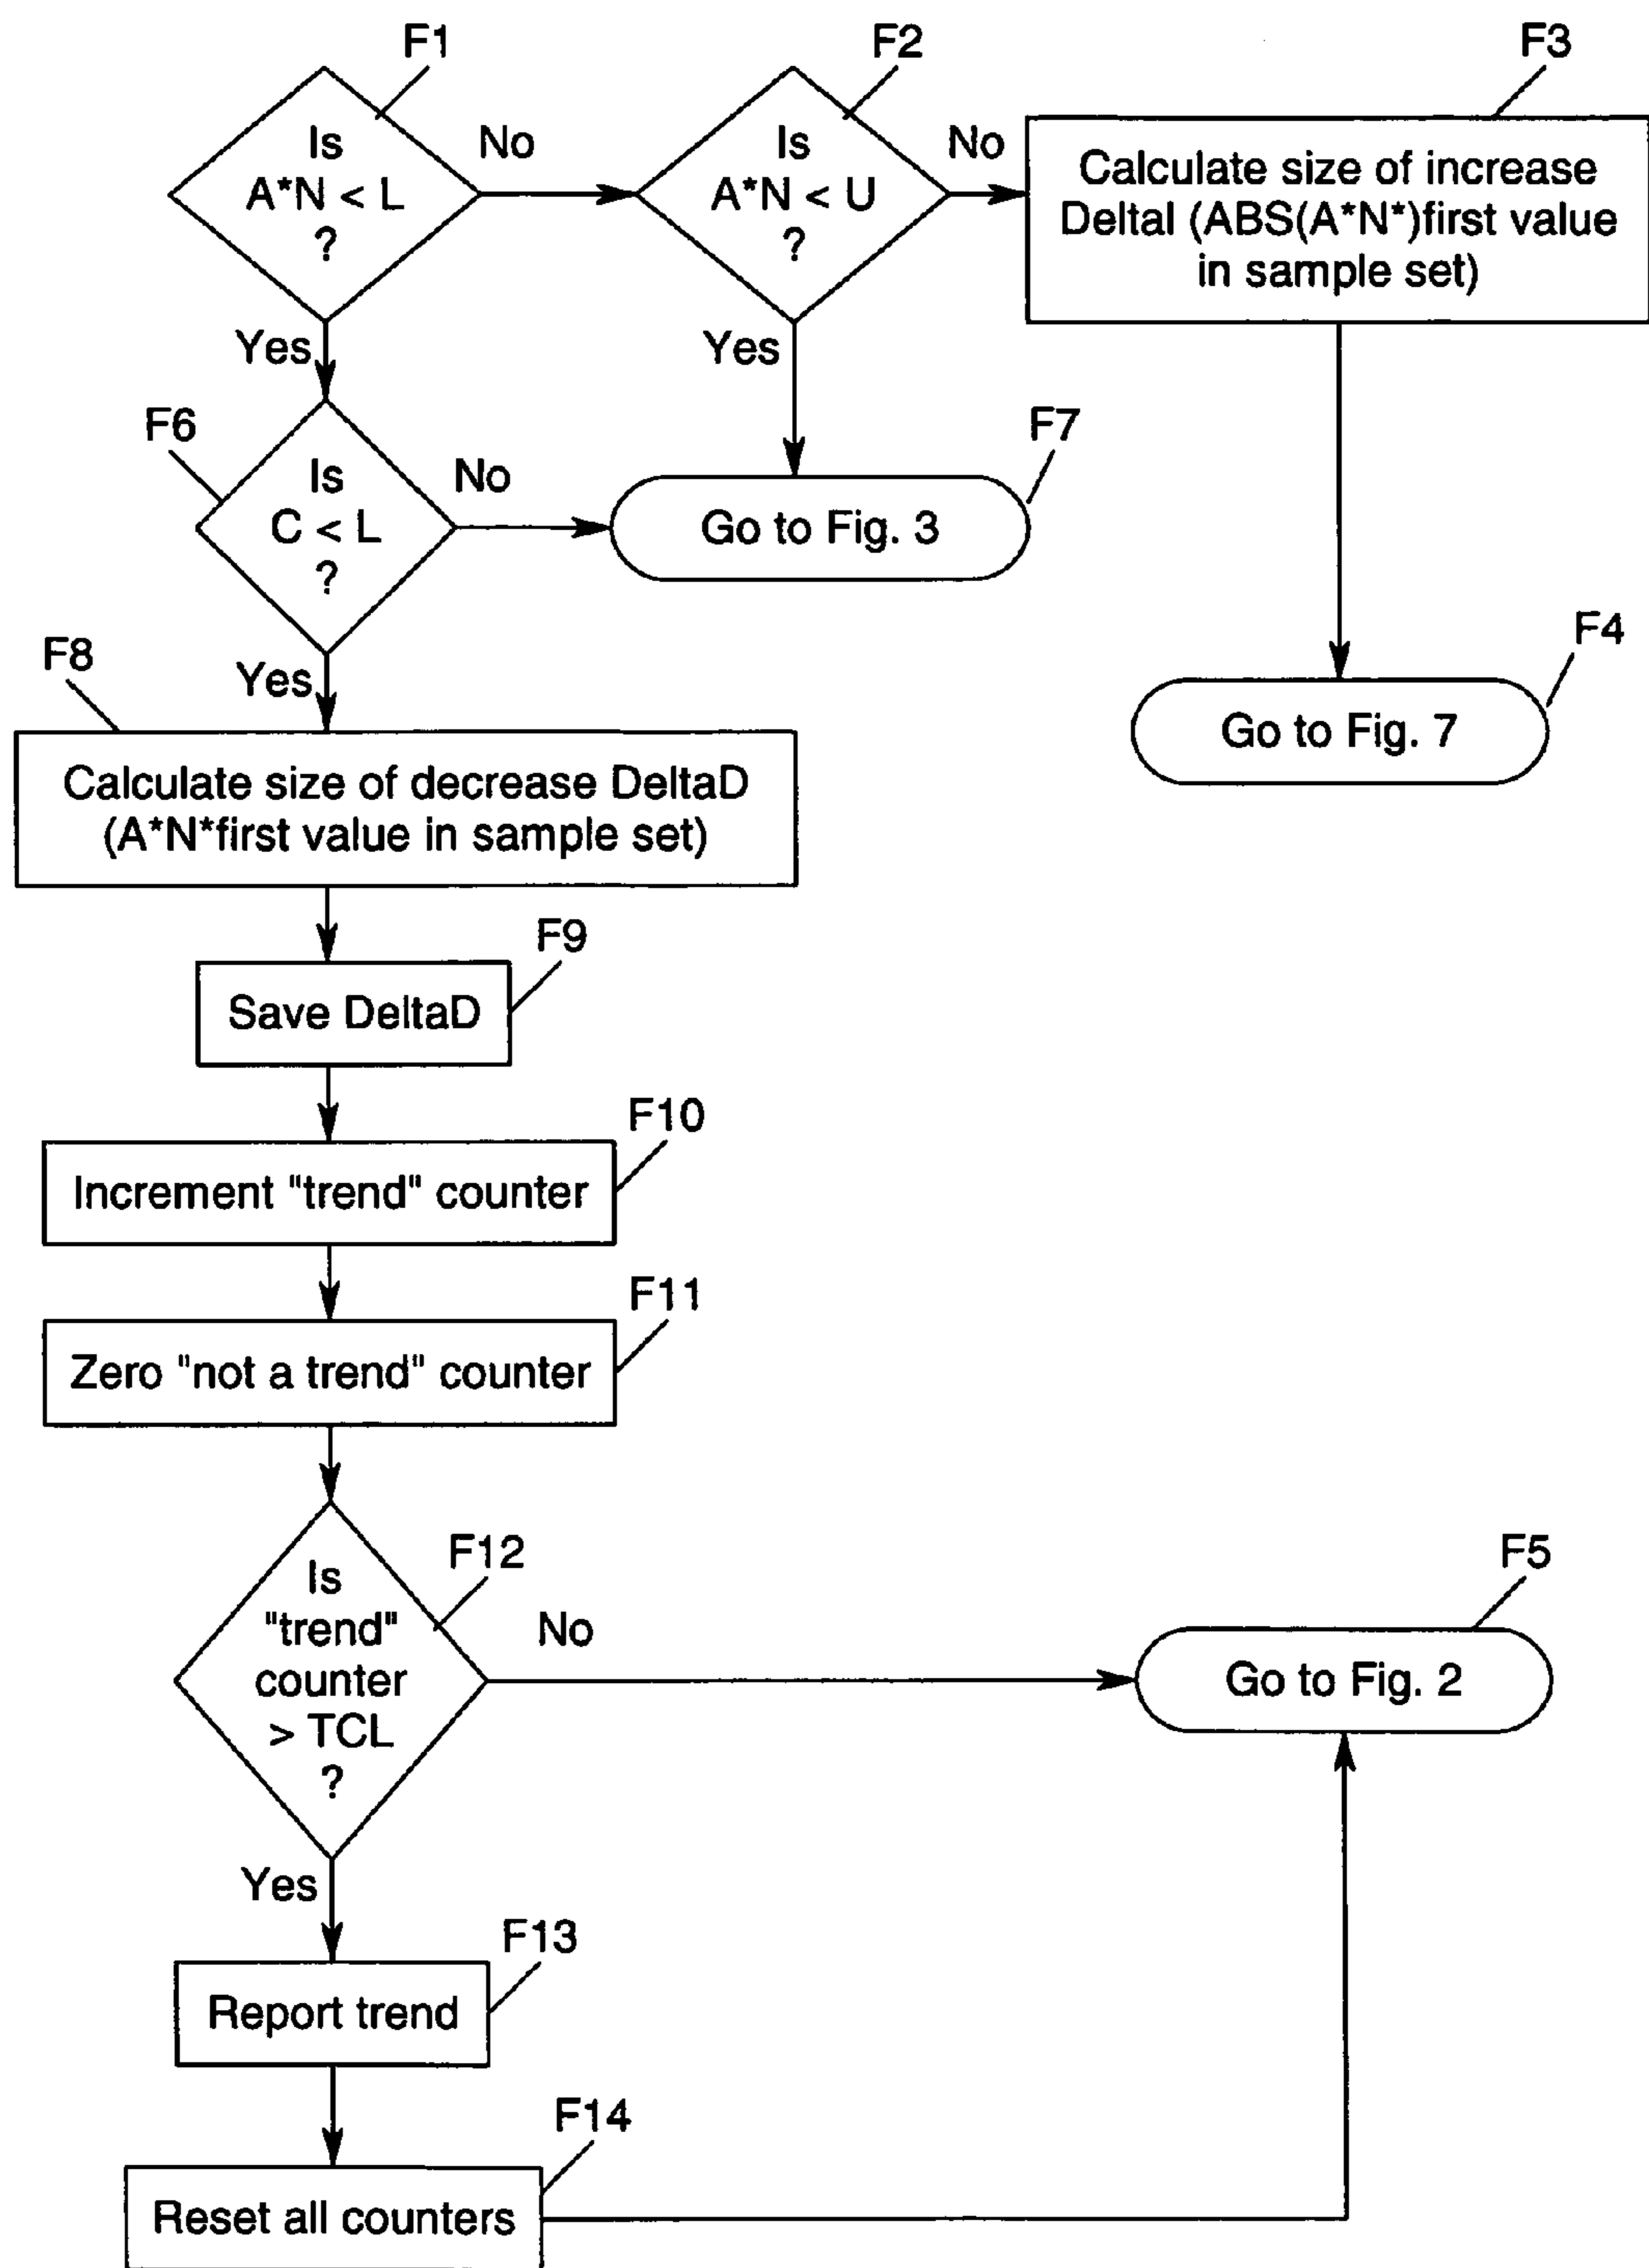 F1
F2
F3
Is
A*N < L
?
No
Is
A*N < U
?
No
Calculate size of increase
Deltal (ABS(A*N*)first value
in sample set)
Yes
Yes
F6
Is
C < L
?
No
F7
Go to Fig. 3
F4
Go to Fig. 7
F8
Yes
Calculate size of decrease DeltaD
(A*N*first value in sample set)
F9
Save DeltaD
F10
Increment "trend" counter
F11
Zero "not a trend" counter
F12
Is
"trend"
counter
> TCL
?
No
F5
Go to Fig. 2
Yes
F13
Report trend
F14
Reset all counters